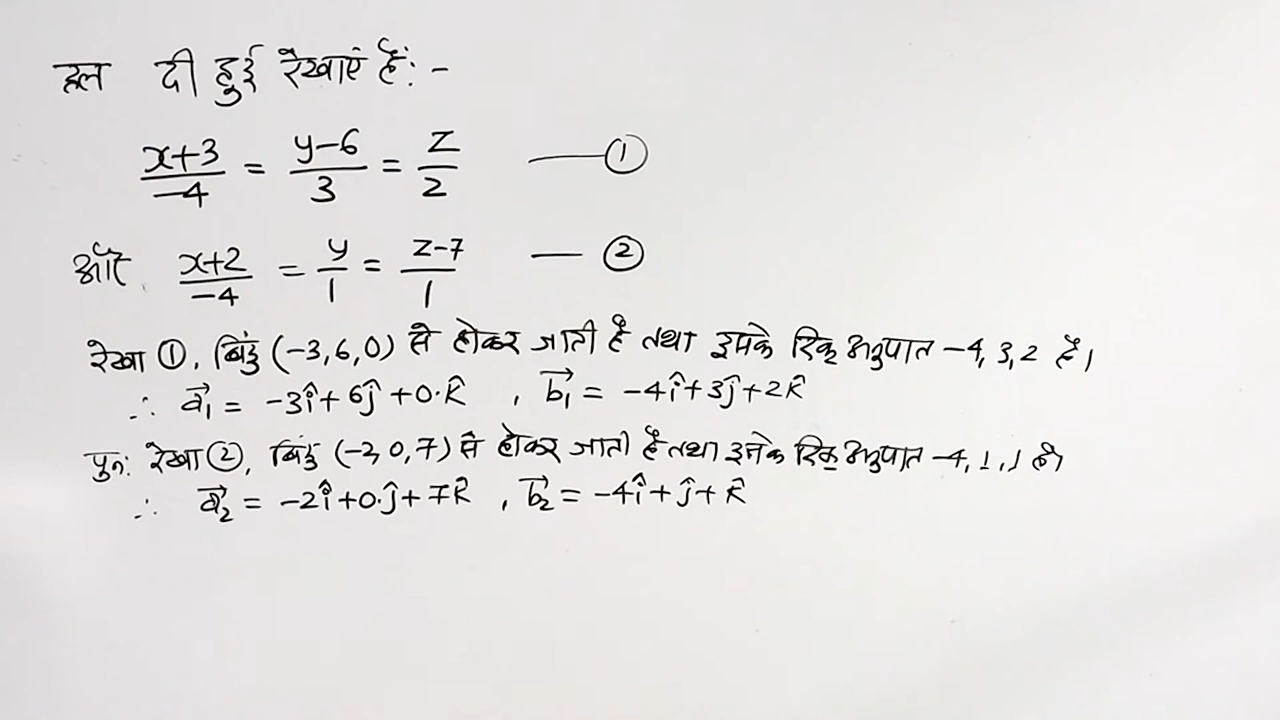 हल दी हुई रेखाएं हैं:-
x+3/-4 = y-6/3 = z/2 —— ①
और x+2/-4 = y/1 = z-7/1 — ②
रेखा ①, बिंदु (-3,6,0) से होकर जाती है तथा इसके दिक् अनुपात -4, 3, 2 है।
∴ a⃗₁ = -3î+6ĵ+0.k̂ , b⃗₁ = -4î+3ĵ+2k̂
पुनः रेखा ②, बिंदु (-2,0,7) से होकर जाती है तथा इसके दिक् अनुपात -4, 1, 1 है।
∴ a⃗₂ = -2î+0.ĵ+7k̂ , b⃗₂ = -4î+ĵ+k̂